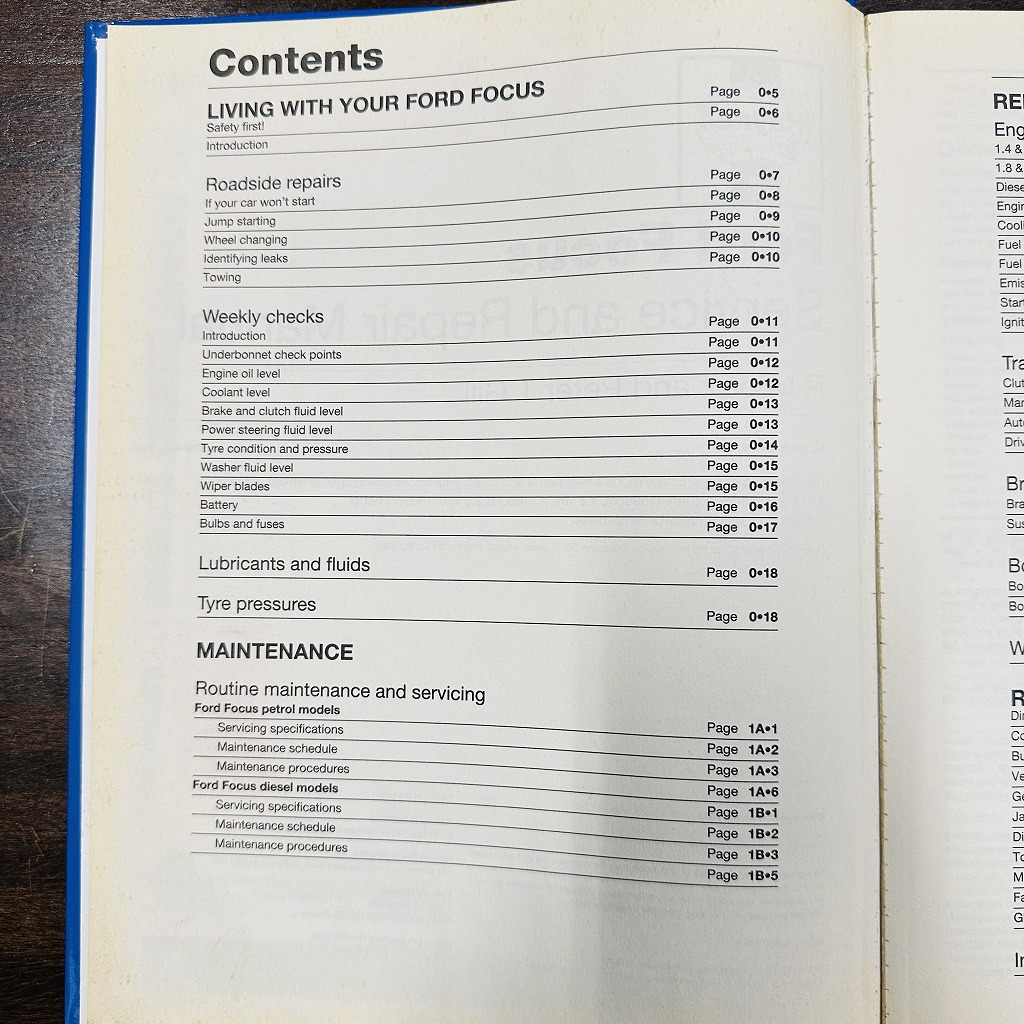 Contents
LIVING WITH YOUR FORD FOCUS
Safety first! Page 0•5
Introduction Page 0•6
Roadside repairs
If your car won't start Page 0•7
Jump starting Page 0•8
Wheel changing Page 0•9
Identifying leaks Page 0•10
Towing Page 0•10
Weekly checks
Introduction Page 0•11
Underbonnet check points Page 0•11
Engine oil level Page 0•12
Coolant level Page 0•12
Brake and clutch fluid level Page 0•13
Power steering fluid level Page 0•13
Tyre condition and pressure Page 0•14
Washer fluid level Page 0•15
Wiper blades Page 0•15
Battery Page 0•16
Bulbs and fuses Page 0•17
Lubricants and fluids Page 0•18
Tyre pressures Page 0•18
MAINTENANCE
Routine maintenance and servicing
Ford Focus petrol models Page 1A•1
Servicing specifications Page 1A•2
Maintenance schedule Page 1A•3
Maintenance procedures Page 1A•6
Ford Focus diesel models Page 1B•1
Servicing specifications Page 1B•2
Maintenance schedule Page 1B•3
Maintenance procedures Page 1B•5
1.4 &
1.8 &
Fuel
Fuel